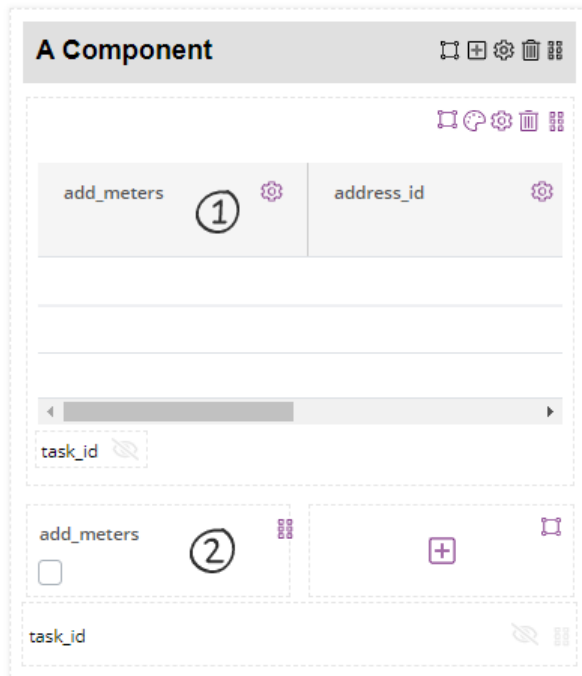 A Component
add_meters ① address_id
task_id
add_meters ②
task_id